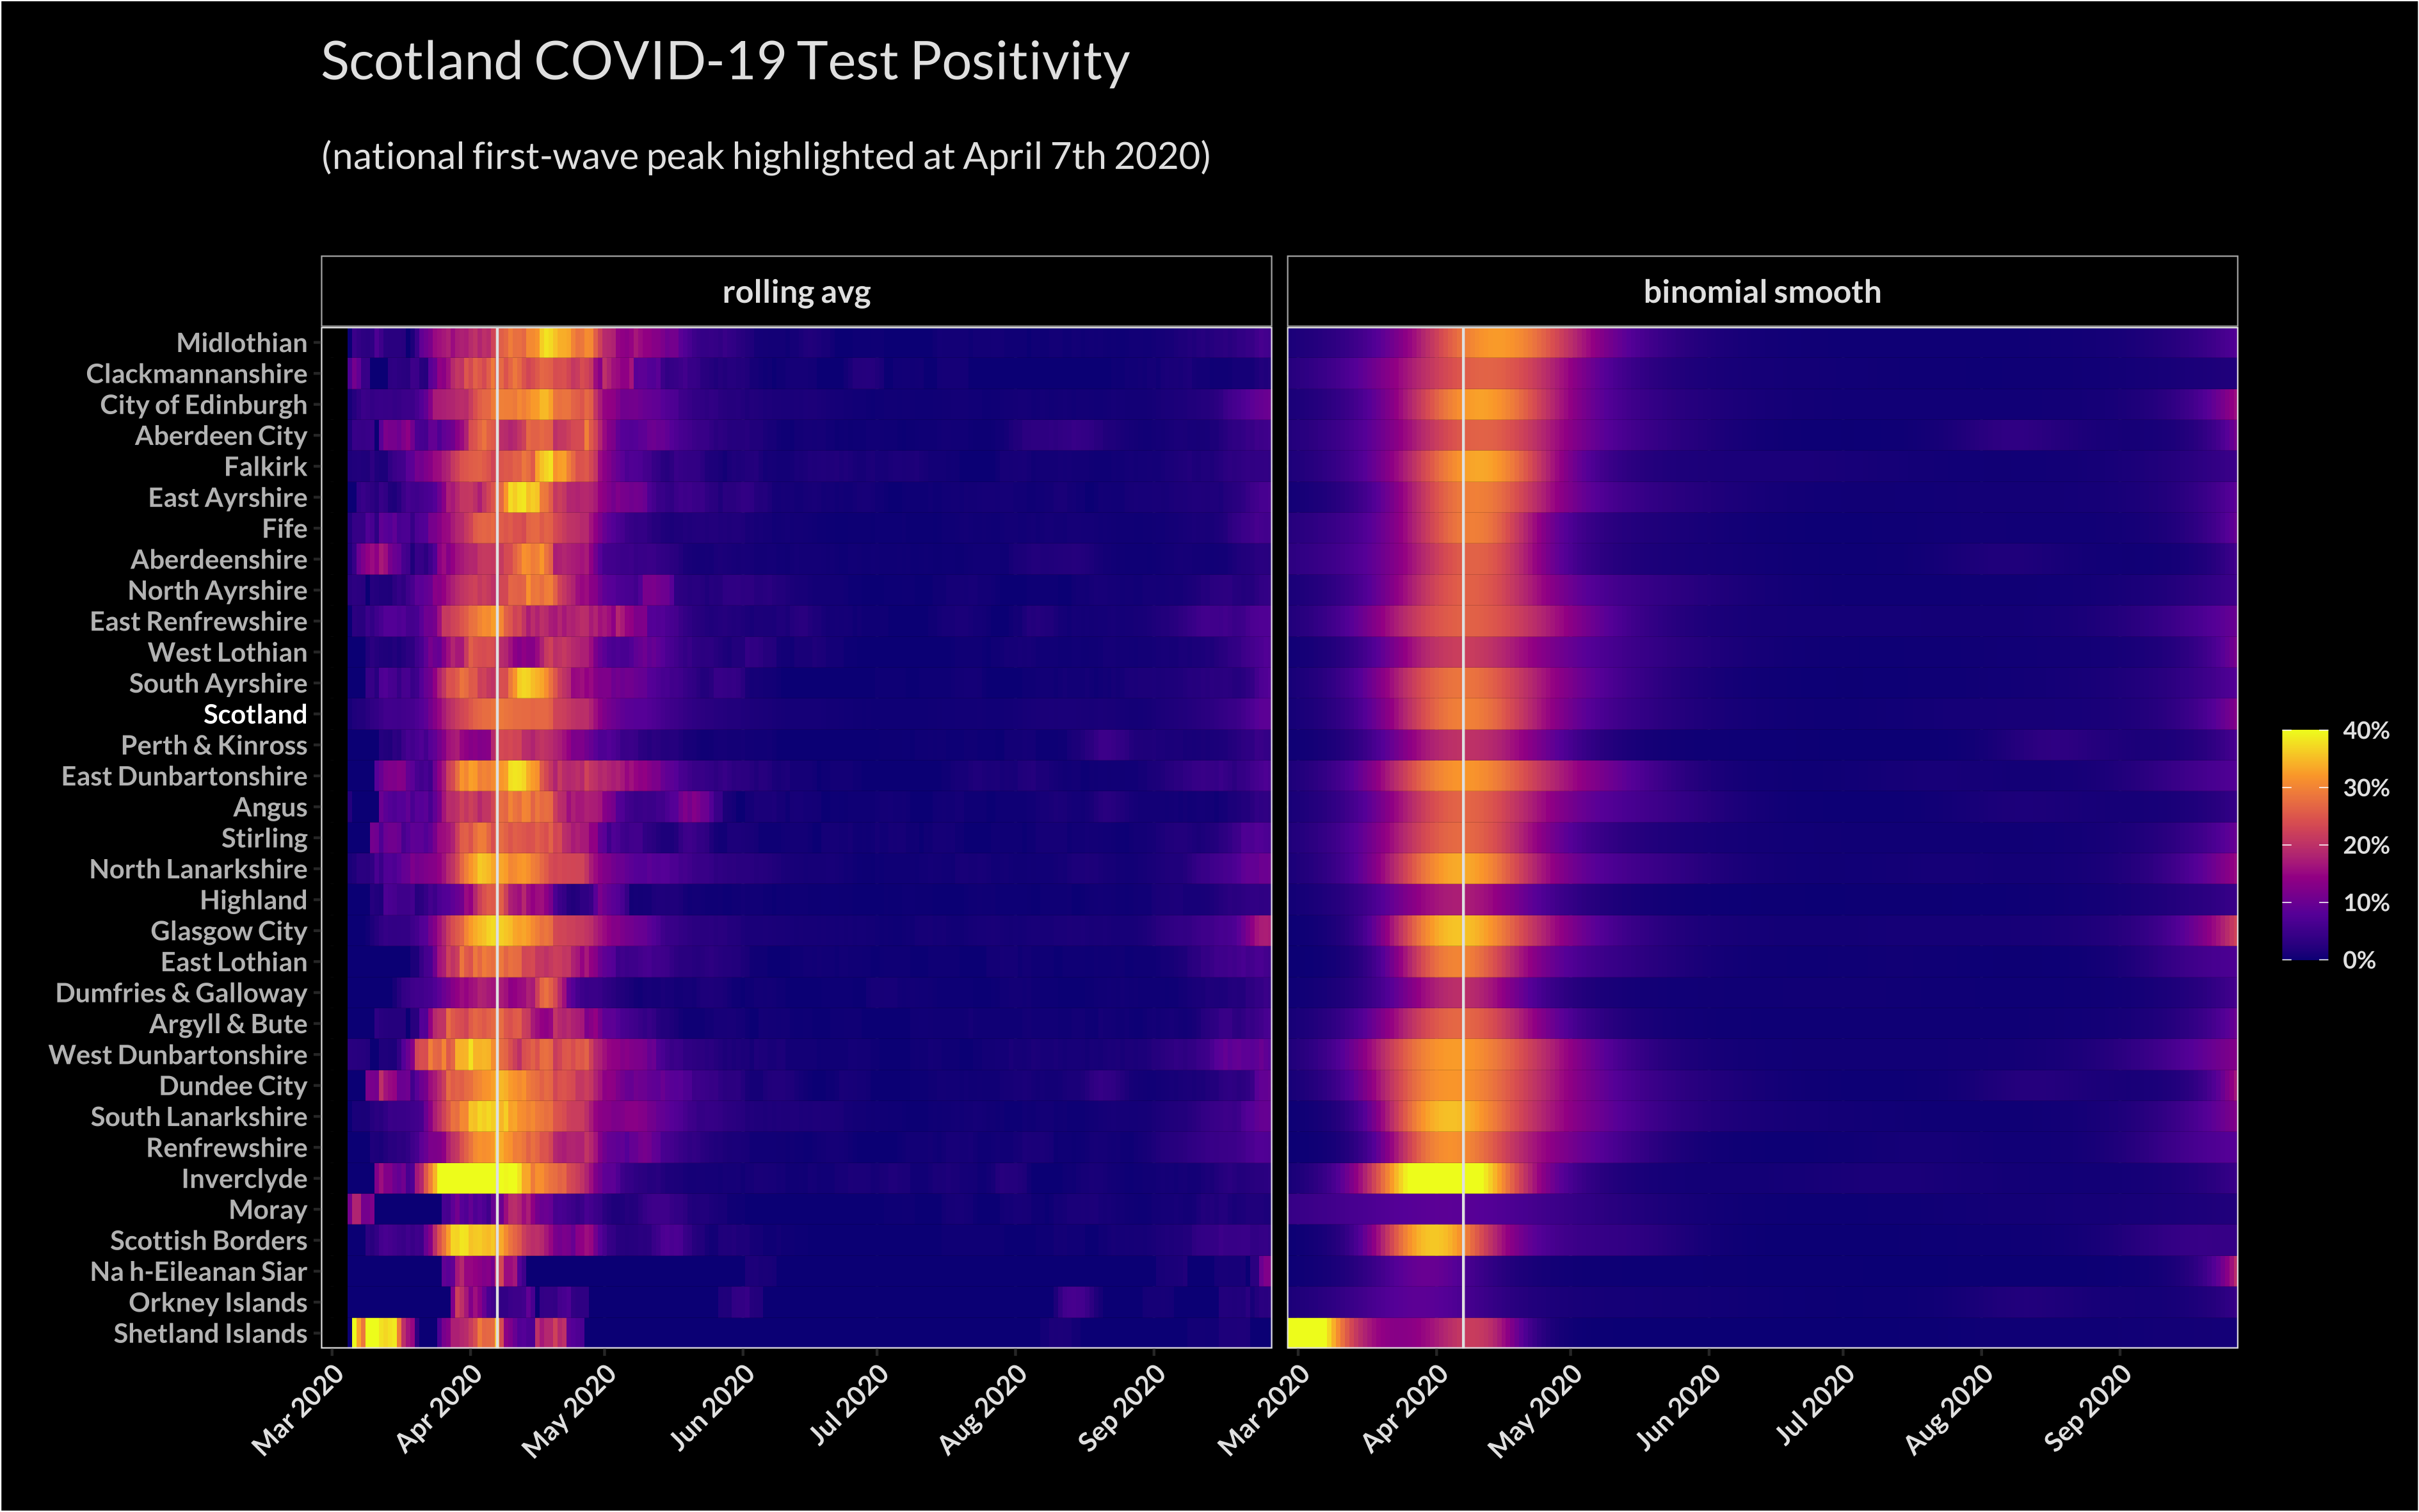 Scotland COVID-19 Test Positivity
(national first-wave peak highlighted at April 7th 2020)
rolling avg
binomial smooth
Midlothian
Clackmannanshire
City of Edinburgh
Aberdeen City
Falkirk
East Ayrshire
Fife
Aberdeenshire
North Ayrshire
East Renfrewshire
West Lothian
South Ayrshire
Scotland
Perth & Kinross
East Dunbartonshire
Angus
Stirling
North Lanarkshire
Highland
Glasgow City
East Lothian
Dumfries & Galloway
Argyll & Bute
West Dunbartonshire
Dundee City
South Lanarkshire
Renfrewshire
Inverclyde
Moray
Scottish Borders
Na h-Eileanan Siar
Orkney Islands
Shetland Islands
Mar 2020
Apr 2020
May 2020
Jun 2020
Jul 2020
Aug 2020
Sep 2020
Mar 2020
Apr 2020
May 2020
Jun 2020
Jul 2020
Aug 2020
Sep 2020
40%
30%
20%
10%
0%